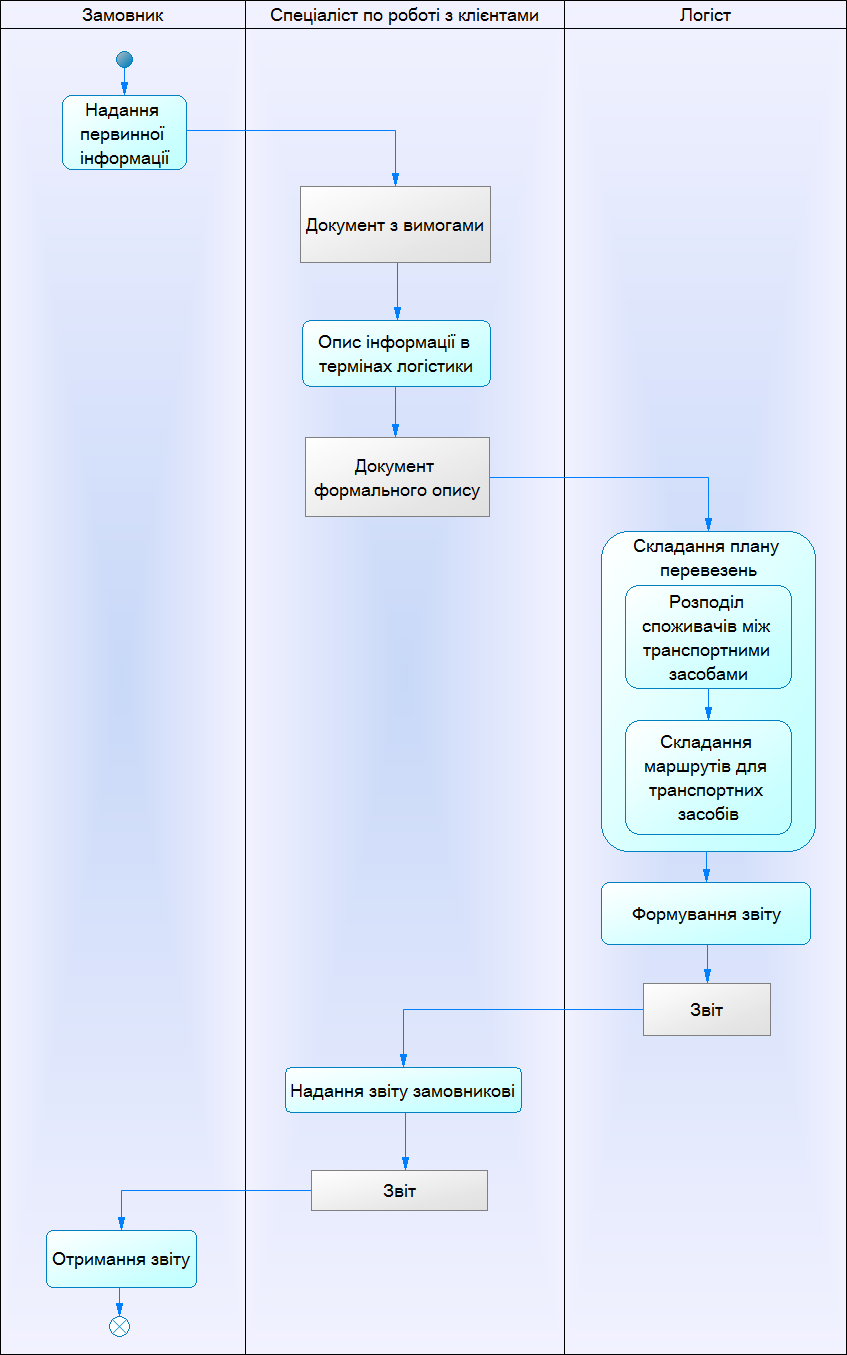 Замовник
Спеціаліст по роботі з клієнтами
Логіст
Надання
первинної
інформації
Документ з вимогами
Опис інформації в
термінах логістики
Документ
формального опису
Складання плану
перевезень
Розподіл
споживачів між
транспортними
засобами
Складання
маршрутів для
транспортних
засобів
Формування звіту
Звіт
Надання звіту замовникові
Звіт
Отримання звіту